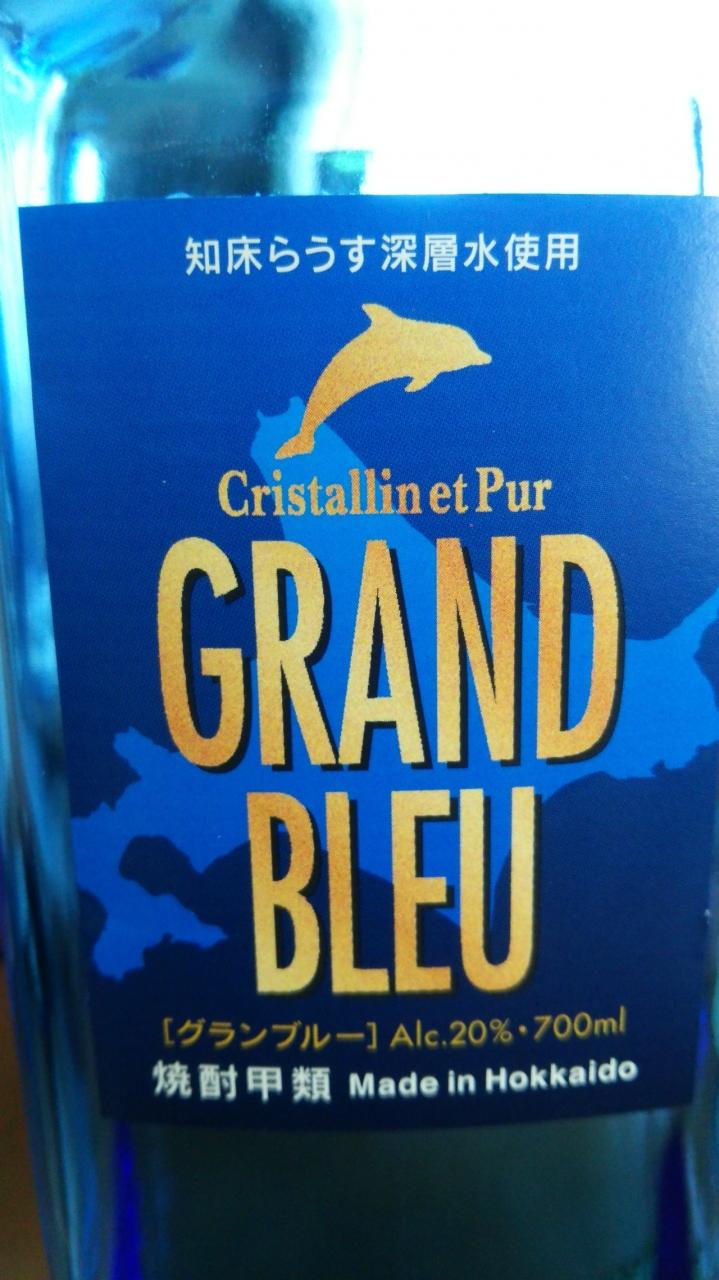 知床らうす深層水使用
Cristallin et Pur
GRAND
BLEU
[グランブルー] Alc.20%・700ml
焼酎甲類 Made in Hokkaido